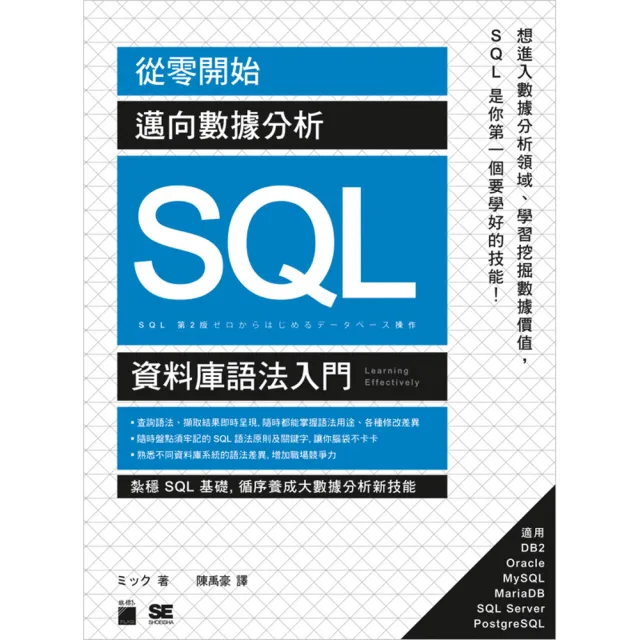 從零開始
邁向數據分析
SQL
SQL 第2版ゼロからはじめるデータベース操作
資料庫語法入門
Learning
Effectively
• 查詢語法、擷取結果即時呈現, 隨時都能掌握語法用途、各種修改差異
• 隨時盤點須牢記的 SQL 語法原則及關鍵字, 讓你腦袋不卡卡
• 熟悉不同資料庫系統的語法差異, 增加職場競爭力
紮穩 SQL 基礎, 循序養成大數據分析新技能
想進入數據分析領域、學習挖掘數據價值，
SQL 是你第一個要學好的技能！
適用
DB2
Oracle
MySQL
MariaDB
SQL Server
PostgreSQL
ミック 著
陳禹豪 譯
旗標
FLAG
SE
SHOEISHA